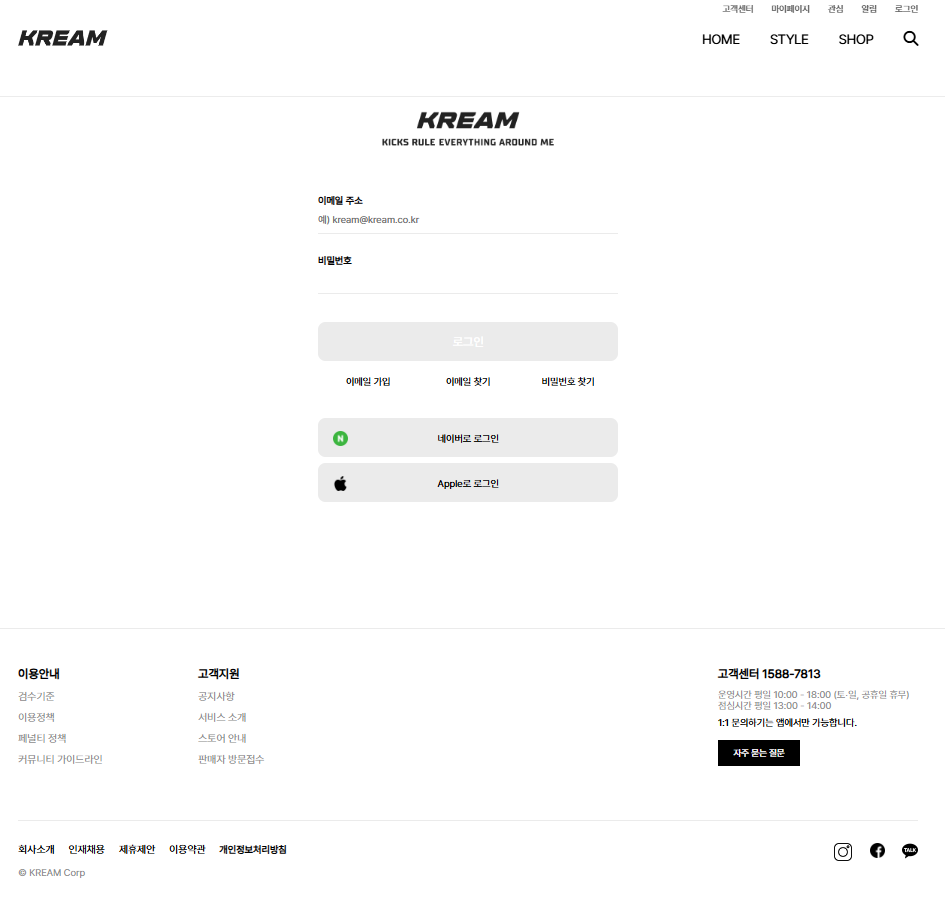 고객센터 마이페이시 관심 알림 로그인
KREAM
HOME STYLE SHOP
KREAM
KICKS RULE EVERYTHING AROUND ME
이메일 주소
예) kream@kream.co.kr
비밀번호
로그인
이메일 가입 이메일 찾기 비밀번호 찾기
N 네이버로 로그인
Apple로 로그인
이용안내
검수기준
이용정책
페널티 정책
커뮤니티 가이드라인
고객지원
공지사항
서비스 소개
스토어 안내
판매자 방문접수
고객센터 1588-7813
운영시간 평일 10:00 - 18:00 (토·일, 공휴일 휴무)
점심시간 평일 13:00 - 14:00
1:1 문의하기는 앱에서만 가능합니다.
자주 묻는 질문
회사소개 인재채용 제휴제안 이용약관 개인정보처리방침
TALK
© KREAM Corp